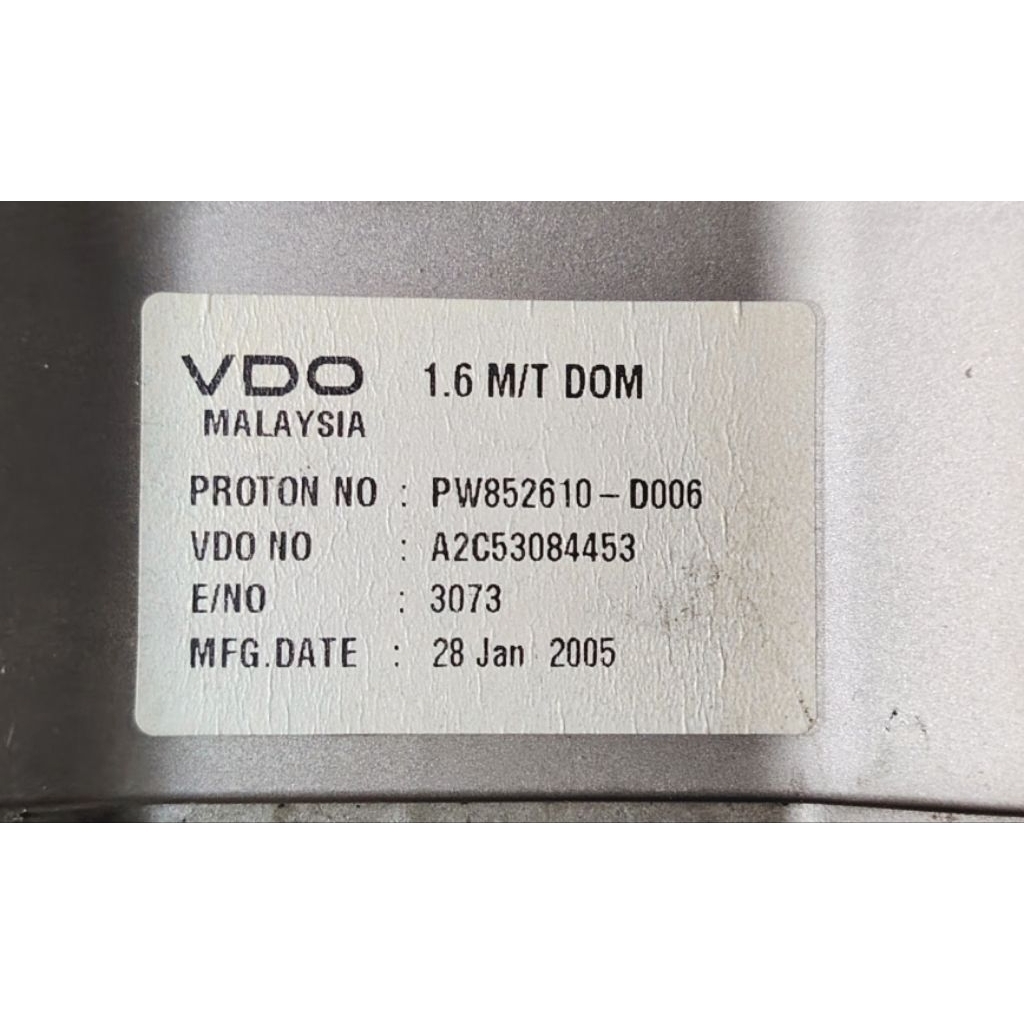 VDO 1.6 M/T DOM
MALAYSIA
PROTON NO : PW852610-D006
VDO NO : A2C53084453
E/NO : 3073
MFG.DATE : 28 Jan 2005